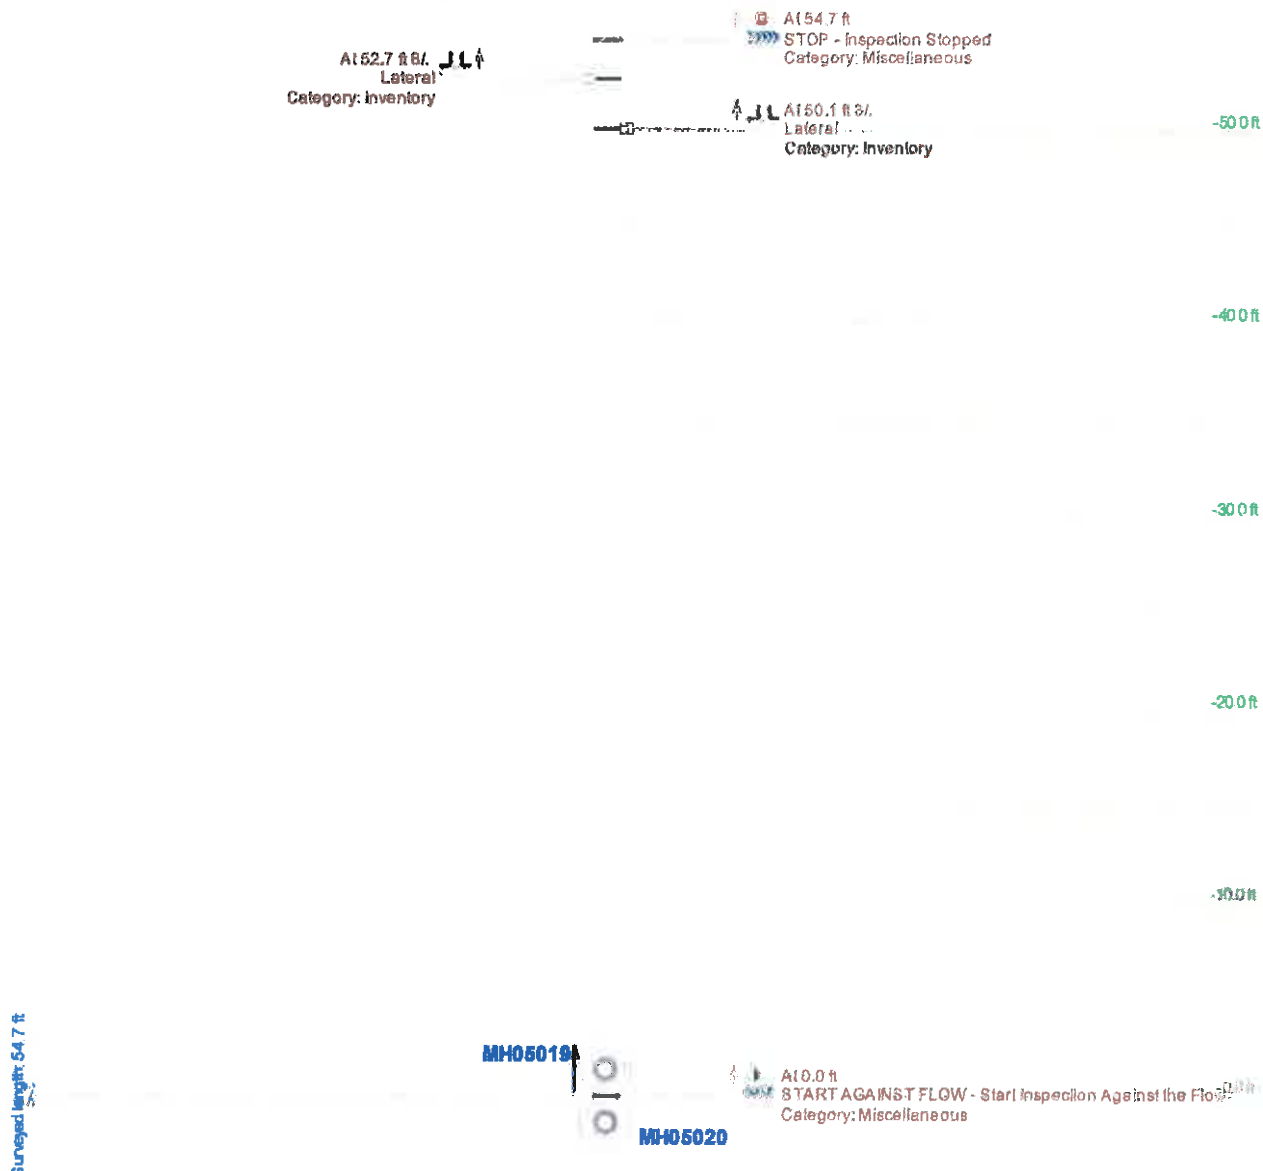 At 54.7 ft
STOP - Inspection Stopped
Category: Miscellaneous
At 52.7 ft 8/.
Lateral
Category: Inventory
At 50.1 ft 8/.
Lateral
Category: Inventory
-50.0 ft
-40.0 ft
-30.0 ft
-20.0 ft
-10.0 ft
Surveyed length: 54.7 ft
MH05019
At 0.0 ft
START AGAINST FLOW - Start Inspection Against the Flow
Category: Miscellaneous
MH05020